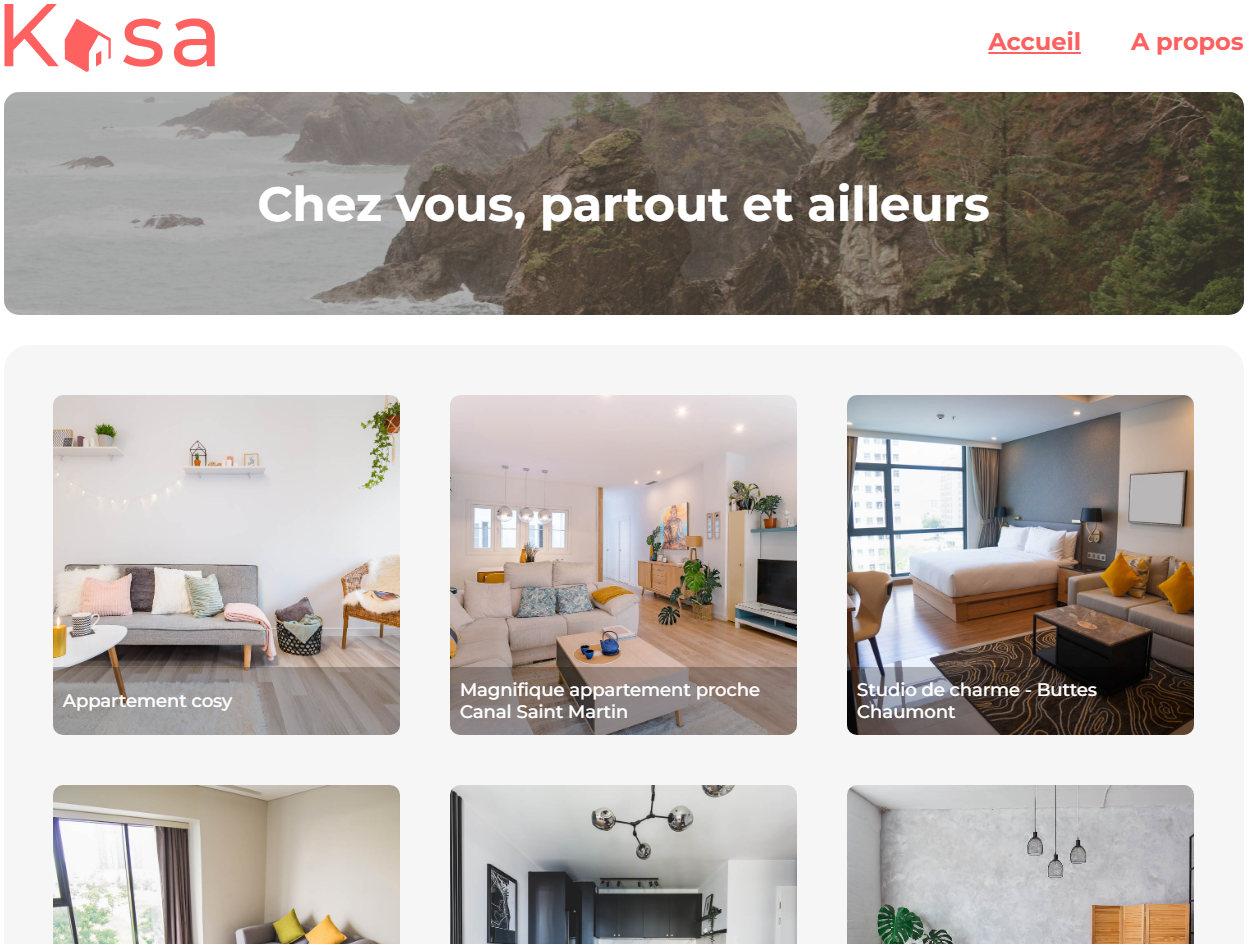 Kasa
Accueil
A propos
Chez vous, partout et ailleurs
Appartement cosy
Magnifique appartement proche
Canal Saint Martin
Studio de charme - Buttes
Chaumont